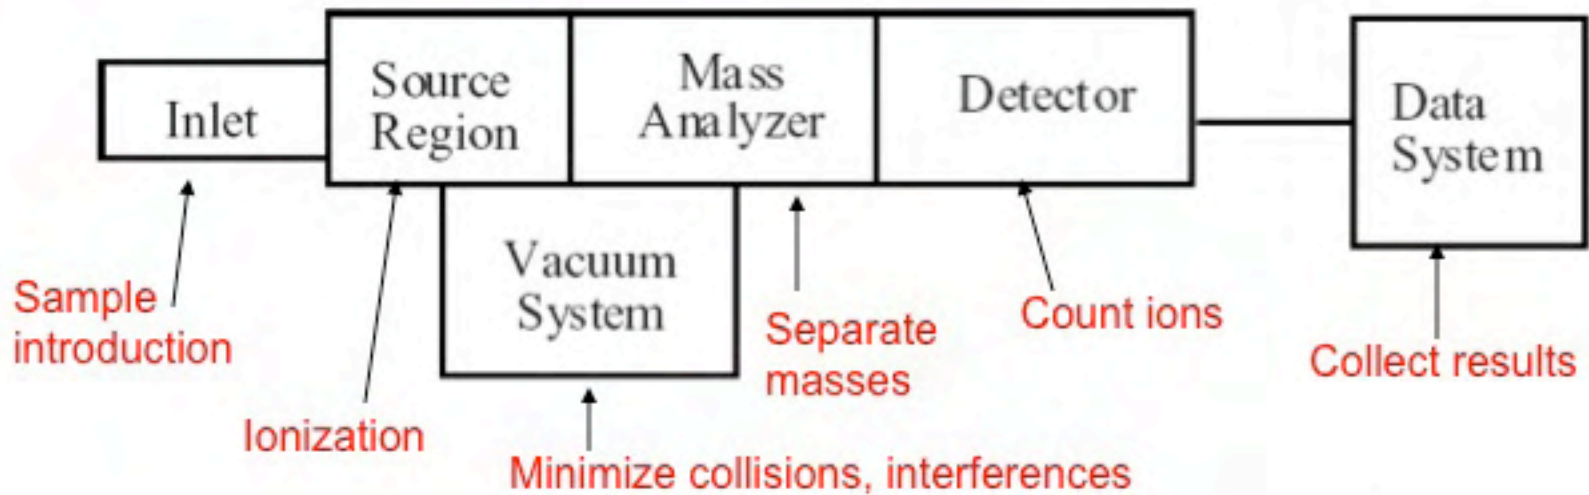 Inlet
Source
Region
Mass
Analyzer
Detector
Data
System
Vacuum
System
Sample
introduction
Ionization
Minimize collisions, interferences
Separate
masses
Count ions
Collect results